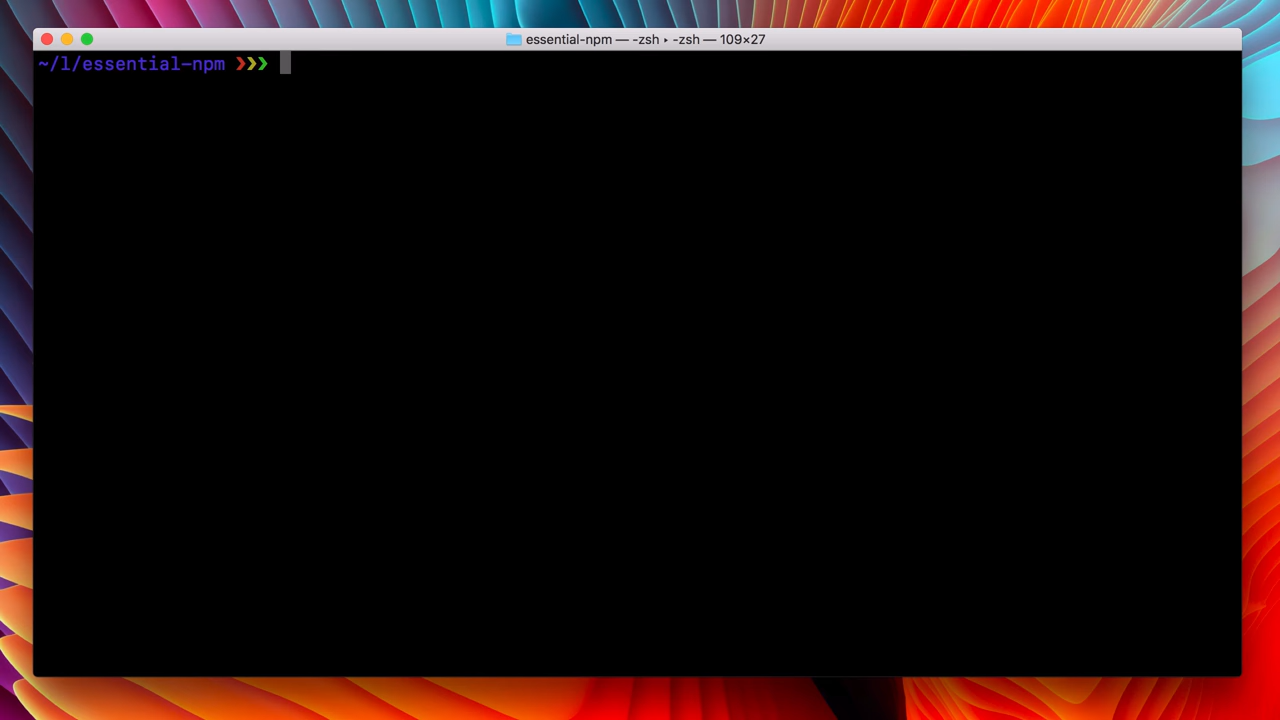 essential-npm — -zsh ▸ -zsh — 109×27
~/l/essential-npm ❯❯❯